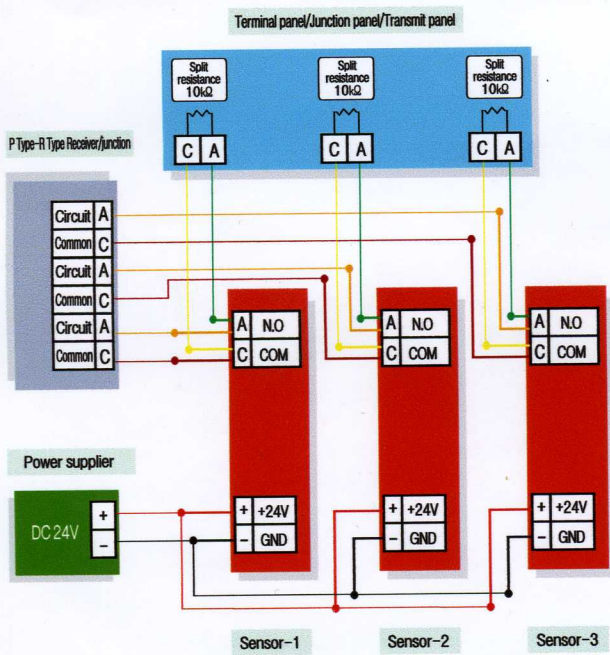 Terminal panel/Junction panel/Transmit panel
Split
resistance
10kΩ
Split
resistance
10kΩ
Split
resistance
10kΩ
C A
C A
C A
P Type-R Type Receiver/junction
Circuit A
Common C
Circuit A
Common C
Circuit A
Common C
A N.O
C COM
A N.O
C COM
A N.O
C COM
Power supplier
DC 24V
+
−
+ +24V
− GND
+ +24V
− GND
+ +24V
− GND
Sensor-1
Sensor-2
Sensor-3